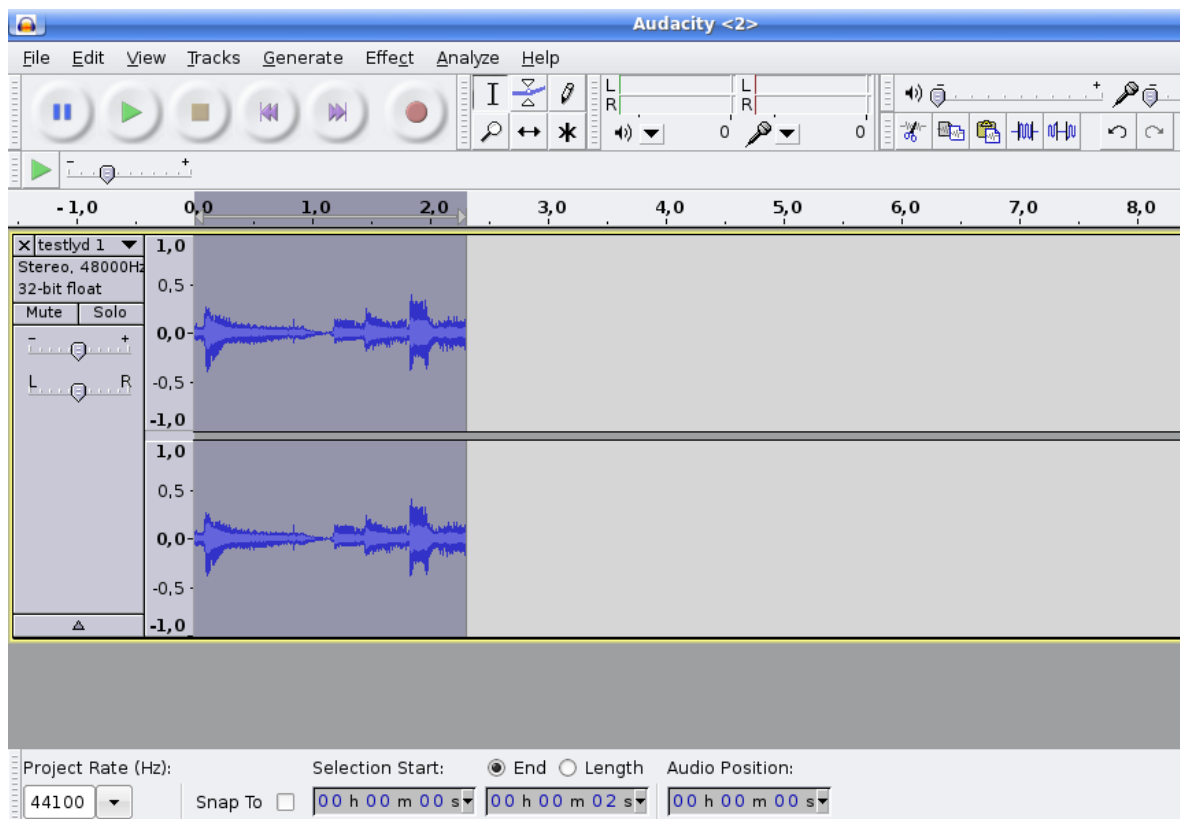 Audacity <2>
File Edit View Tracks Generate Effect Analyze Help
L
R
L
R
0
0
- +
- +
-1,0 0,0 1,0 2,0 3,0 4,0 5,0 6,0 7,0 8,0
X testlyd 1
Stereo, 48000Hz
32-bit float
Mute Solo
- +
L R
1,0
0,5
0,0
-0,5
-1,0
1,0
0,5
0,0
-0,5
-1,0
Project Rate (Hz): Selection Start: End Length Audio Position:
44100 Snap To 00 h 00 m 00 s 00 h 00 m 02 s 00 h 00 m 00 s